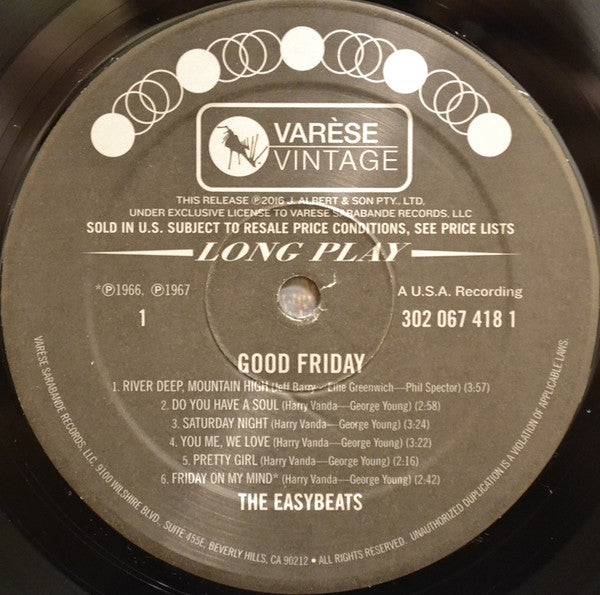 VARÈSE
VINTAGE
THIS RELEASE ℗2016 J. ALBERT & SON PTY., LTD.
UNDER EXCLUSIVE LICENSE TO VARÈSE SARABANDE RECORDS, LLC
SOLD IN U.S. SUBJECT TO RESALE PRICE CONDITIONS, SEE PRICE LISTS
LONG PLAY
*℗1966, ℗1967
A U.S.A. Recording
1
302 067 418 1
GOOD FRIDAY
1. RIVER DEEP, MOUNTAIN HIGH (Jeff Barry—Ellie Greenwich—Phil Spector) (3:57)
2. DO YOU HAVE A SOUL (Harry Vanda—George Young) (2:58)
3. SATURDAY NIGHT (Harry Vanda—George Young) (3:24)
4. YOU ME, WE LOVE (Harry Vanda—George Young) (3:22)
5. PRETTY GIRL (Harry Vanda—George Young) (2:16)
6. FRIDAY ON MY MIND* (Harry Vanda—George Young) (2:42)
THE EASYBEATS
VARÈSE SARABANDE RECORDS, LLC, 9100 WILSHIRE BLVD., SUITE 455E, BEVERLY HILLS, CA 90212 • ALL RIGHTS RESERVED. UNAUTHORIZED DUPLICATION IS A VIOLATION OF APPLICABLE LAWS.